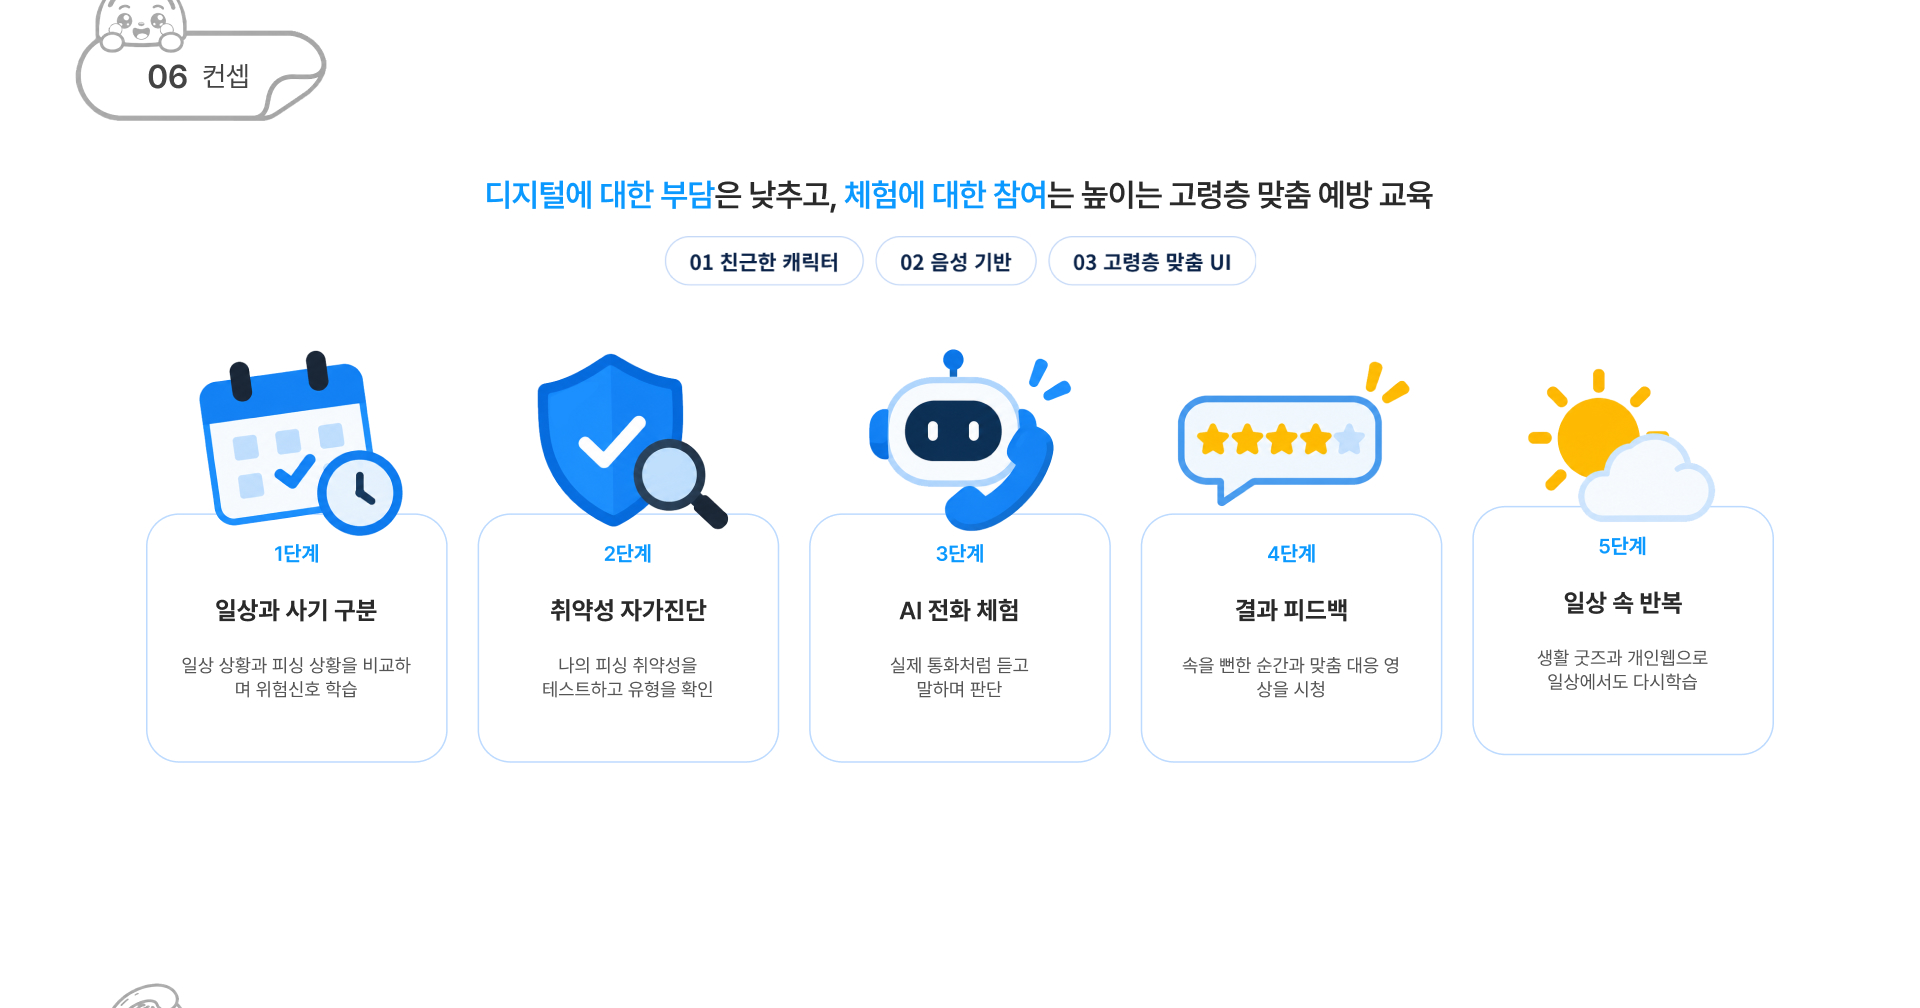 06 컨셉
디지털에 대한 부담은 낮추고, 체험에 대한 참여는 높이는 고령층 맞춤 예방 교육
01 친근한 캐릭터
02 음성 기반
03 고령층 맞춤 UI
1단계
일상과 사기 구분
일상 상황과 피싱 상황을 비교하
며 위험신호 학습
2단계
취약성 자가진단
나의 피싱 취약성을
테스트하고 유형을 확인
3단계
AI 전화 체험
실제 통화처럼 듣고
말하며 판단
4단계
결과 피드백
속을 뻔한 순간과 맞춤 대응 영
상을 시청
5단계
일상 속 반복
생활 굿즈과 개인웹으로
일상에서도 다시학습